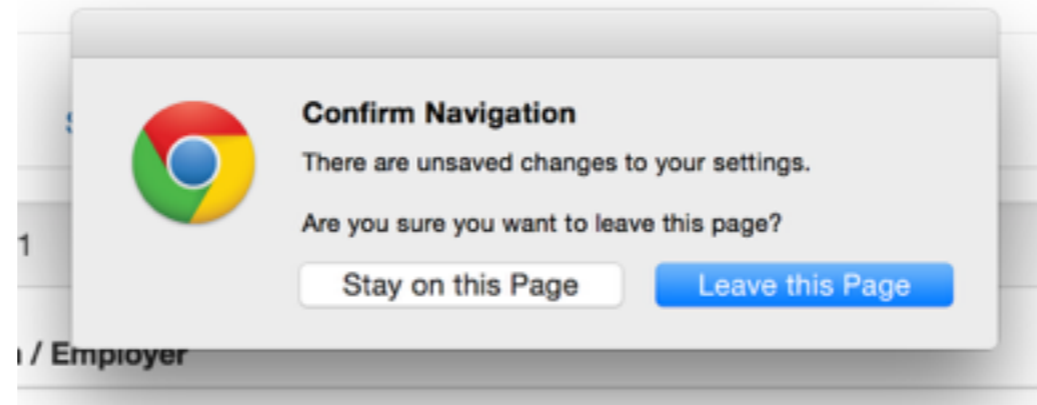 Confirm Navigation
There are unsaved changes to your settings.
Are you sure you want to leave this page?
Stay on this Page
Leave this Page
1
/ Employer